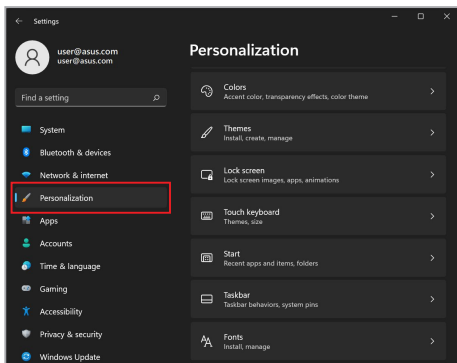 Settings
user@asus.com
user@asus.com
Find a setting
System
Bluetooth & devices
Network & internet
Personalization
Apps
Accounts
Time & language
Gaming
Accessibility
Privacy & security
Windows Update
Personalization
Colors
Accent color, transparency effects, color theme
Themes
Install, create, manage
Lock screen
Lock screen images, apps, animations
Touch keyboard
Themes, size
Start
Recent apps and items, folders
Taskbar
Taskbar behaviors, system pins
Fonts
Install, manage